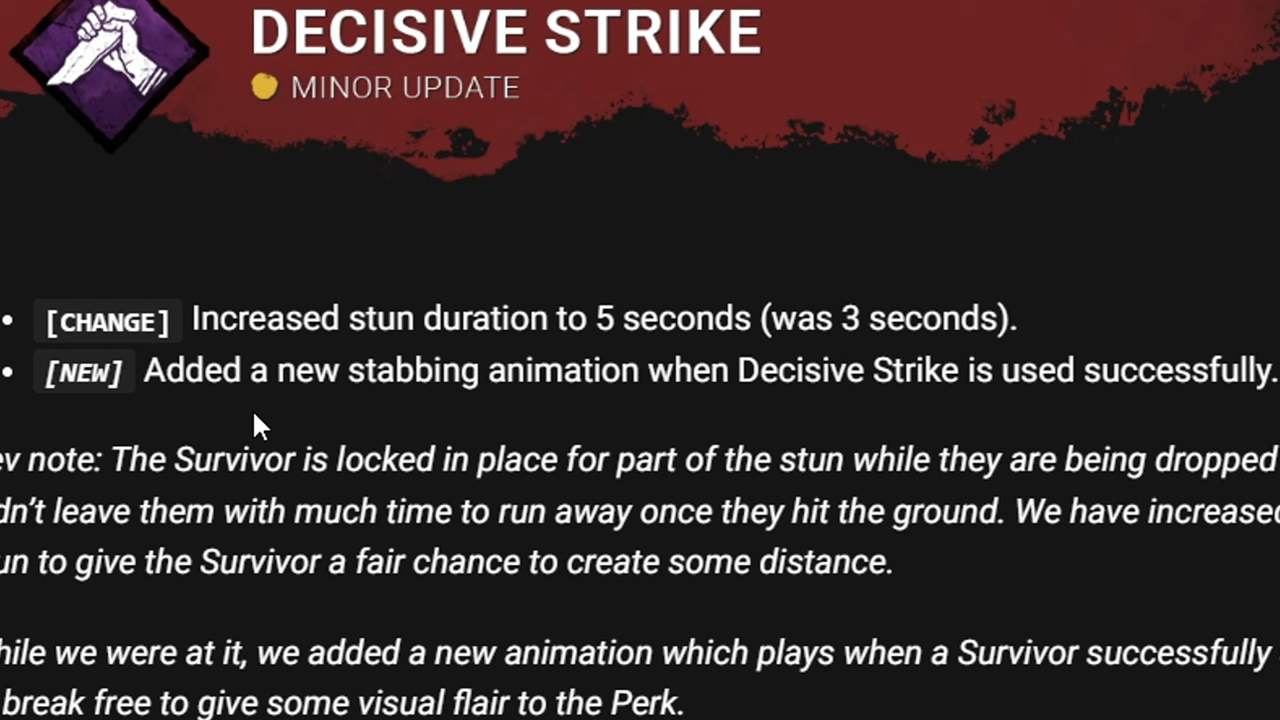 DECISIVE STRIKE
MINOR UPDATE
• [CHANGE] Increased stun duration to 5 seconds (was 3 seconds).
• [NEW] Added a new stabbing animation when Decisive Strike is used successfully.
note: The Survivor is locked in place for part of the stun while they are being dropped
leave them with much time to run away once they hit the ground. We have increased
to give the Survivor a fair chance to create some distance.
we were at it, we added a new animation which plays when a Survivor successfully
break free to give some visual flair to the Perk.